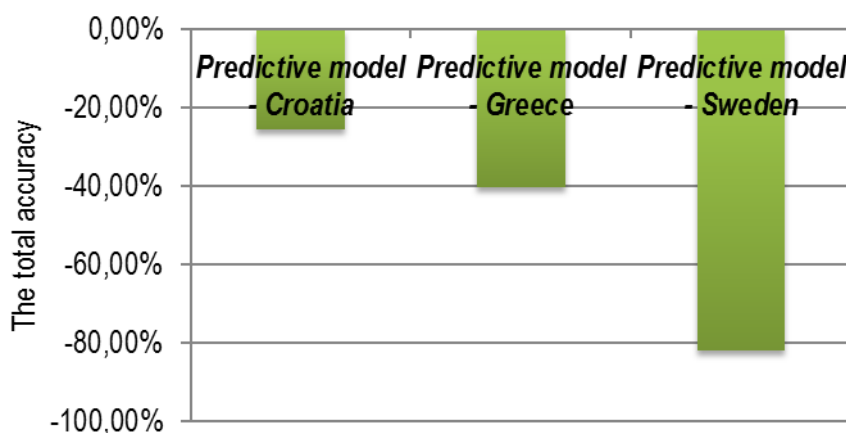 0,00%
Predictive model - Croatia
Predictive model - Greece
Predictive model - Sweden
-20,00%
-40,00%
-60,00%
-80,00%
-100,00%
The total accuracy